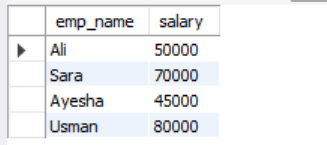 emp_name salary
Ali 50000
Sara 70000
Ayesha 45000
Usman 80000